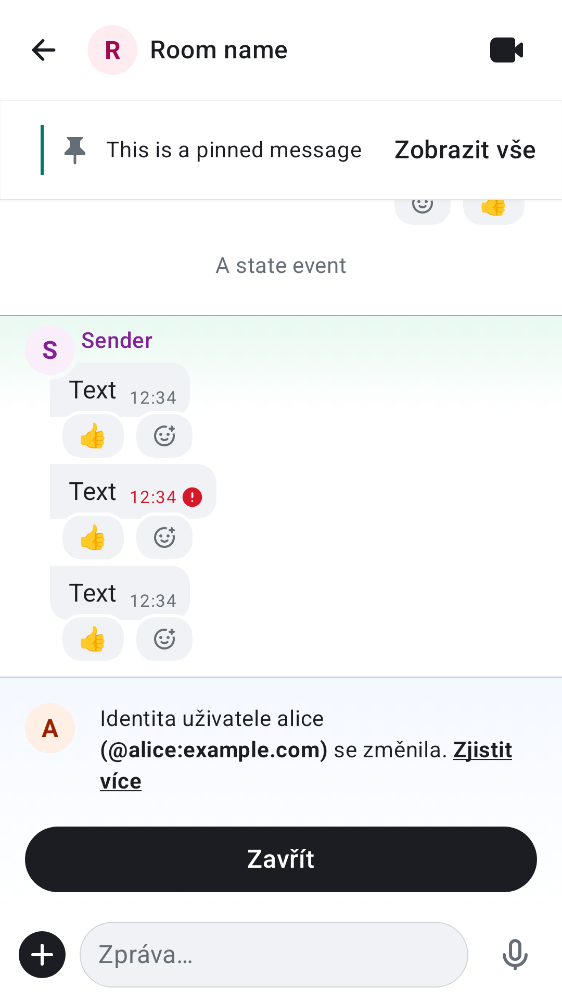 R
Room name
This is a pinned message
Zobrazit vše
A state event
S
Sender
Text 12:34
Text 12:34
Text 12:34
A
Identita uživatele alice
(@alice:example.com) se změnila. Zjistit
více
Zavřít
Zpráva…